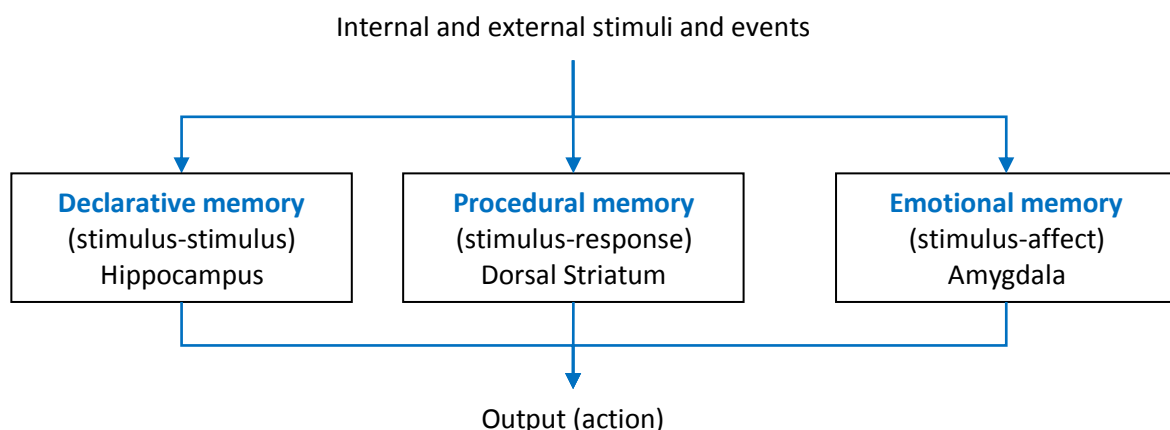 Internal and external stimuli and events
Declarative memory
(stimulus-stimulus)
Hippocampus
Procedural memory
(stimulus-response)
Dorsal Striatum
Emotional memory
(stimulus-affect)
Amygdala
Output (action)